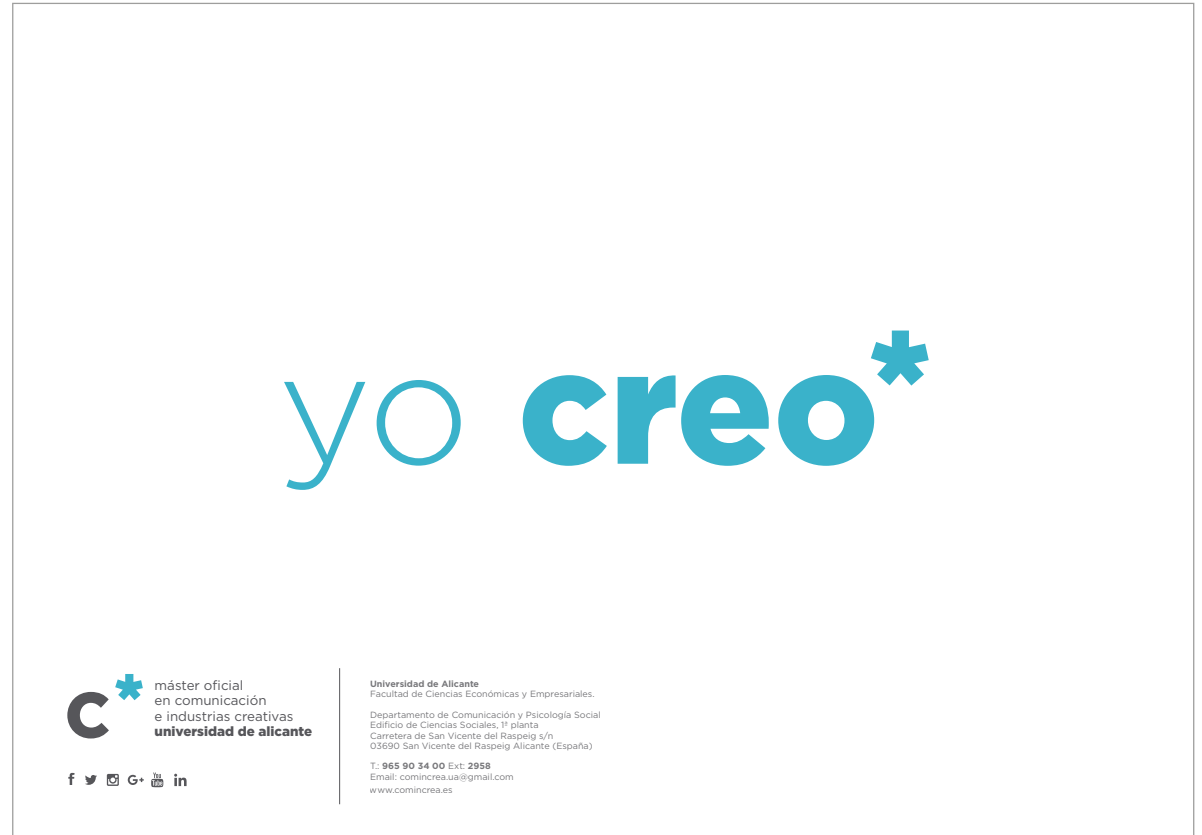 yo creo*
c*
máster oficial
en comunicación
e industrias creativas
universidad de alicante
f G+ You Tube in
Universidad de Alicante
Facultad de Ciencias Económicas y Empresariales.
Departamento de Comunicación y Psicología Social
Edificio de Ciencias Sociales, 1ª planta
Carretera de San Vicente del Raspeig s/n
03690 San Vicente del Raspeig Alicante (España)
T.: 965 90 34 00 Ext: 2958
Email: comincrea.ua@gmail.com
www.comincrea.es